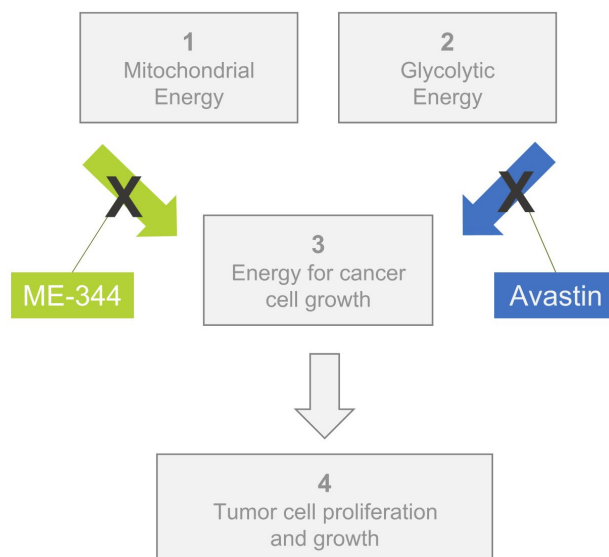 1
Mitochondrial
Energy
2
Glycolytic
Energy
X
X
3
Energy for cancer
cell growth
ME-344
Avastin
4
Tumor cell proliferation
and growth